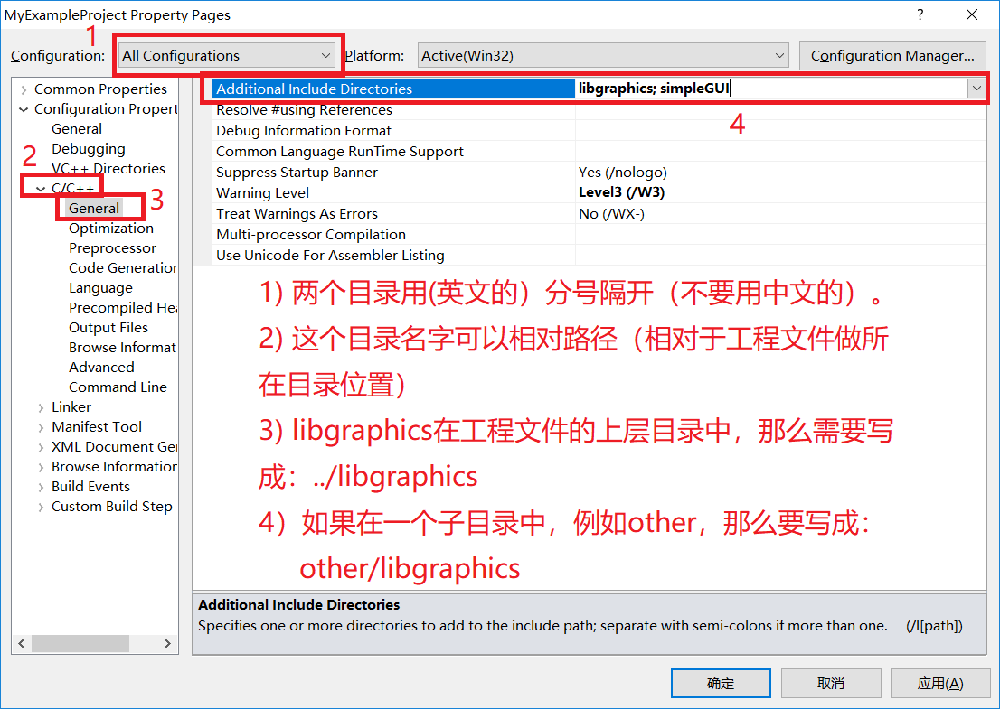 MyExampleProject Property Pages
?
1
Configuration:
All Configurations
Platform:
Active(Win32)
Configuration Manager...
Common Properties
Configuration Propert
General
Debugging
VC++ Directories
2
C/C++
General
3
Optimization
Preprocessor
Code Generation
Language
Precompiled Hea
Output Files
Browse Informat
Advanced
Command Line
Linker
Manifest Tool
XML Document Gen
Browse Information
Build Events
Custom Build Step
Additional Include Directories libgraphics; simpleGUI
4
Resolve #using References
Debug Information Format
Common Language RunTime Support
Suppress Startup Banner Yes (/nologo)
Warning Level Level3 (/W3)
Treat Warnings As Errors No (/WX-)
Multi-processor Compilation
Use Unicode For Assembler Listing
1) 两个目录用(英文的）分号隔开（不要用中文的）。
2) 这个目录名字可以相对路径（相对于工程文件做所
在目录位置）
3) libgraphics在工程文件的上层目录中，那么需要写
成：../libgraphics
4）如果在一个子目录中，例如other，那么要写成：
other/libgraphics
Additional Include Directories
Specifies one or more directories to add to the include path; separate with semi-colons if more than one. (/I[path])
确定
取消
应用(A)